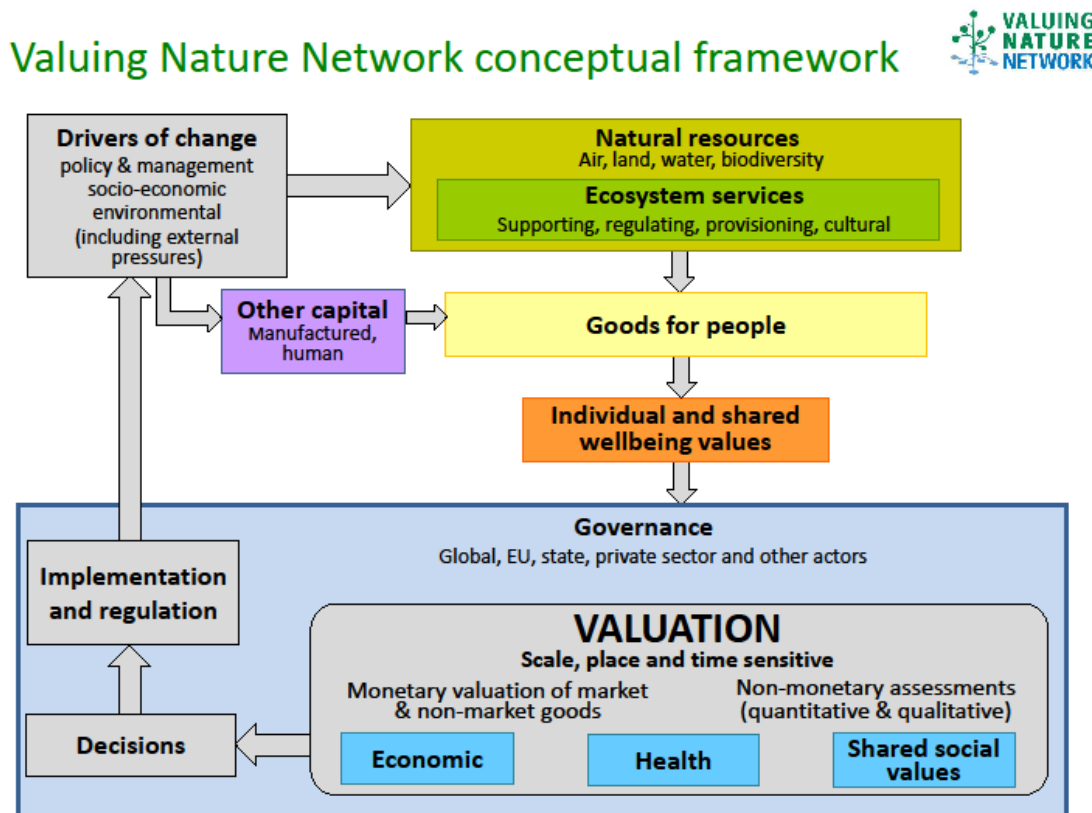 Valuing Nature Network conceptual framework
VALUING
NATURE
NETWORK
Drivers of change
policy & management
socio-economic
environmental
(including external
pressures)
Natural resources
Air, land, water, biodiversity
Ecosystem services
Supporting, regulating, provisioning, cultural
Other capital
Manufactured,
human
Goods for people
Individual and shared
wellbeing values
Governance
Global, EU, state, private sector and other actors
Implementation
and regulation
VALUATION
Scale, place and time sensitive
Monetary valuation of market
& non-market goods
Non-monetary assessments
(quantitative & qualitative)
Decisions
Economic
Health
Shared social
values